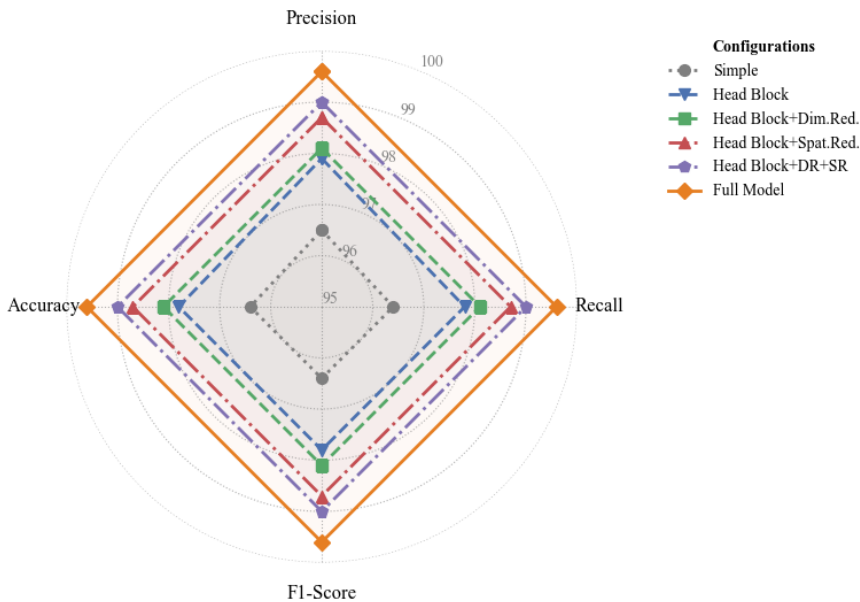 Precision
100
99
98
97
96
95
Accuracy
Recall
F1-Score
Configurations
Simple
Head Block
Head Block+Dim.Red.
Head Block+Spat.Red.
Head Block+DR+SR
Full Model